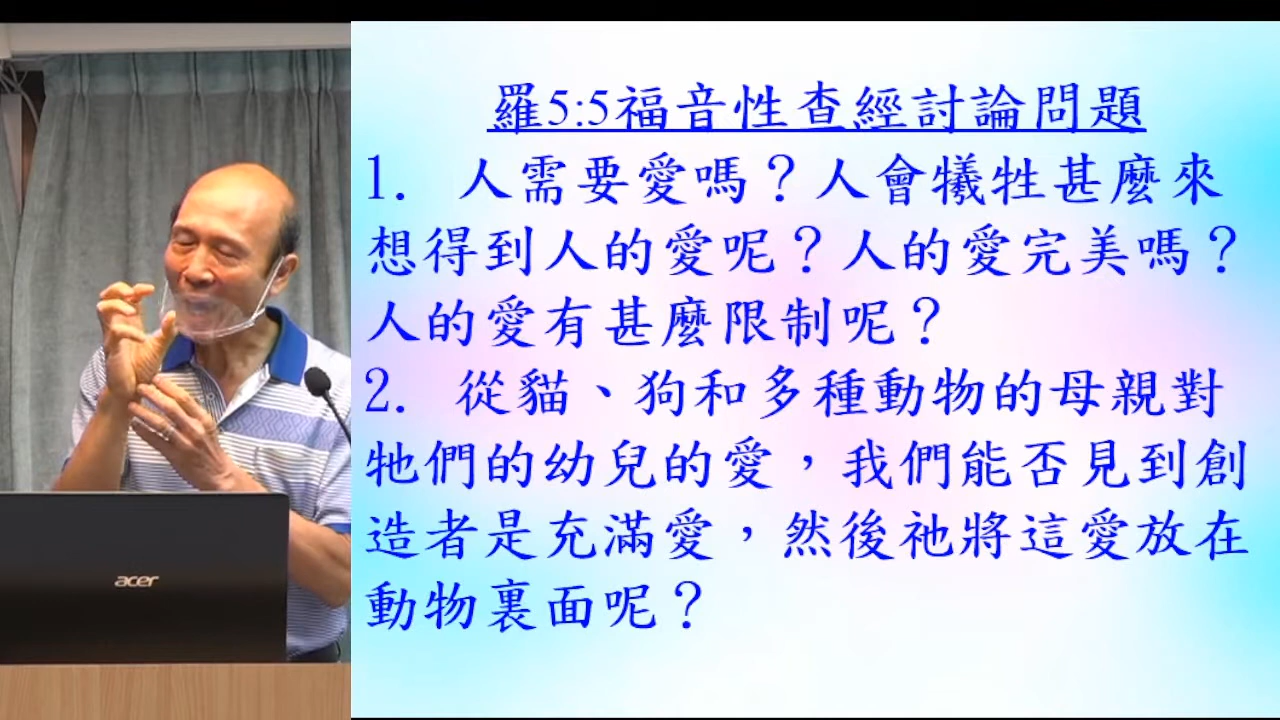 羅5:5福音性查經討論問題
1. 人需要愛嗎？人會犧牲甚麼來
想得到人的愛呢？人的愛完美嗎？
人的愛有甚麼限制呢？
2. 從貓、狗和多種動物的母親對
牠們的幼兒的愛，我們能否見到創
造者是充滿愛，然後祂將這愛放在
動物裏面呢？
acer